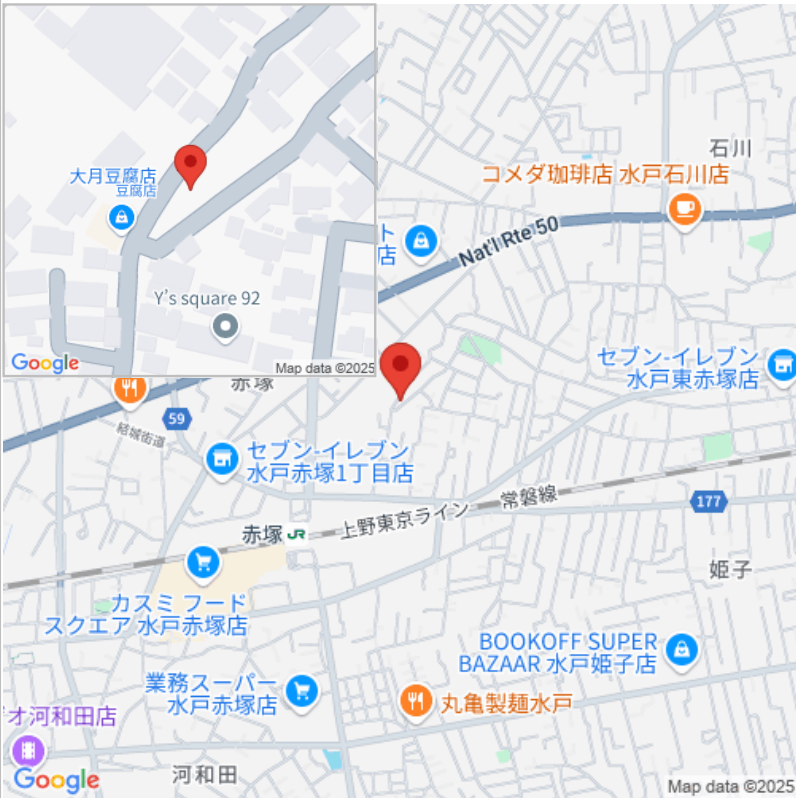 大月豆腐店
豆腐店
Y's square 92
Google
Map data ©2025
石川
コメダ珈琲店 水戸石川店
ト
店
Nat'l Rte 50
セブン-イレブン
水戸東赤塚店
赤塚
59
結城街道
セブン-イレブン
水戸赤塚1丁目店
177
赤塚 JR
上野東京ライン
常磐線
姫子
カスミ フード
スクエア 水戸赤塚店
BOOKOFF SUPER
BAZAAR 水戸姫子店
業務スーパー
水戸赤塚店
丸亀製麺水戸
オ河和田店
河和田
Google
Map data ©2025